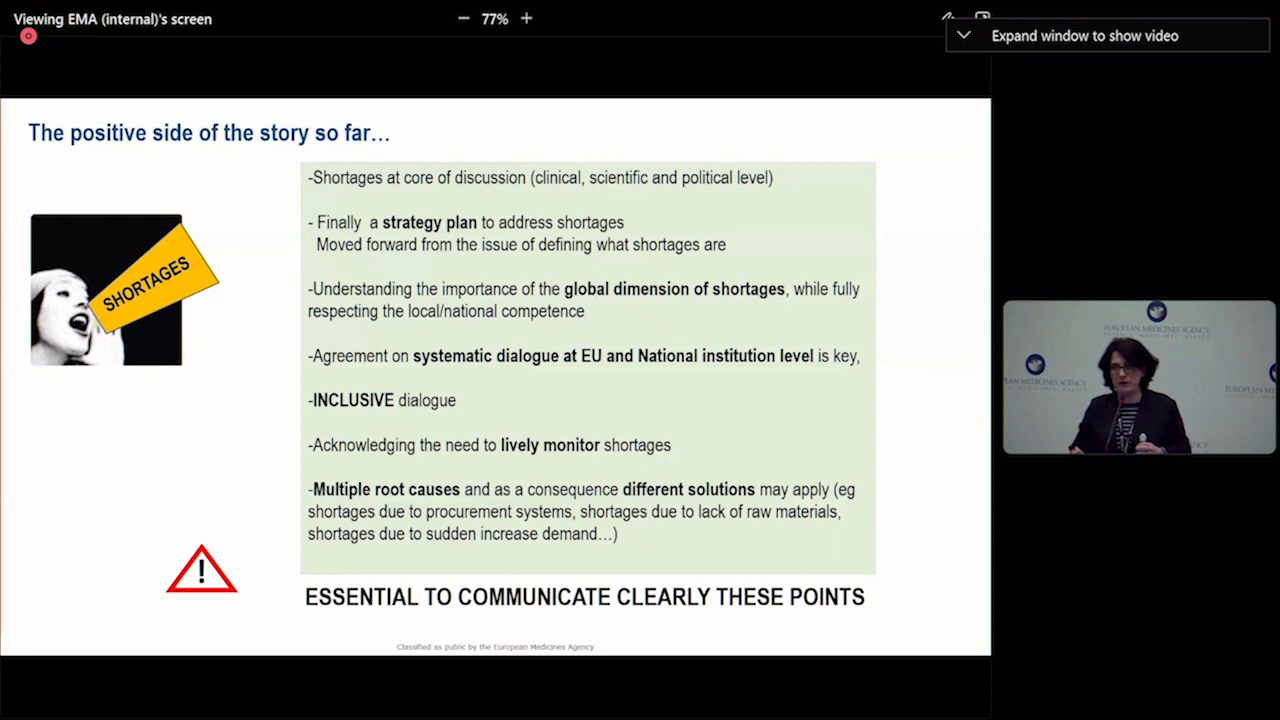 Viewing EMA (internal)'s screen
77%
Expand window to show video
The positive side of the story so far…
SHORTAGES
-Shortages at core of discussion (clinical, scientific and political level)
- Finally a strategy plan to address shortages
Moved forward from the issue of defining what shortages are
-Understanding the importance of the global dimension of shortages, while fully
respecting the local/national competence
-Agreement on systematic dialogue at EU and National institution level is key,
-INCLUSIVE dialogue
-Acknowledging the need to lively monitor shortages
-Multiple root causes and as a consequence different solutions may apply (eg
shortages due to procurement systems, shortages due to lack of raw materials,
shortages due to sudden increase demand…)
!
ESSENTIAL TO COMMUNICATE CLEARLY THESE POINTS
Classified as public by the European Medicines Agency
EUROPEAN MEDICINES AGENCY
EAN MEDICINES AGENCY
EUROPEAN M